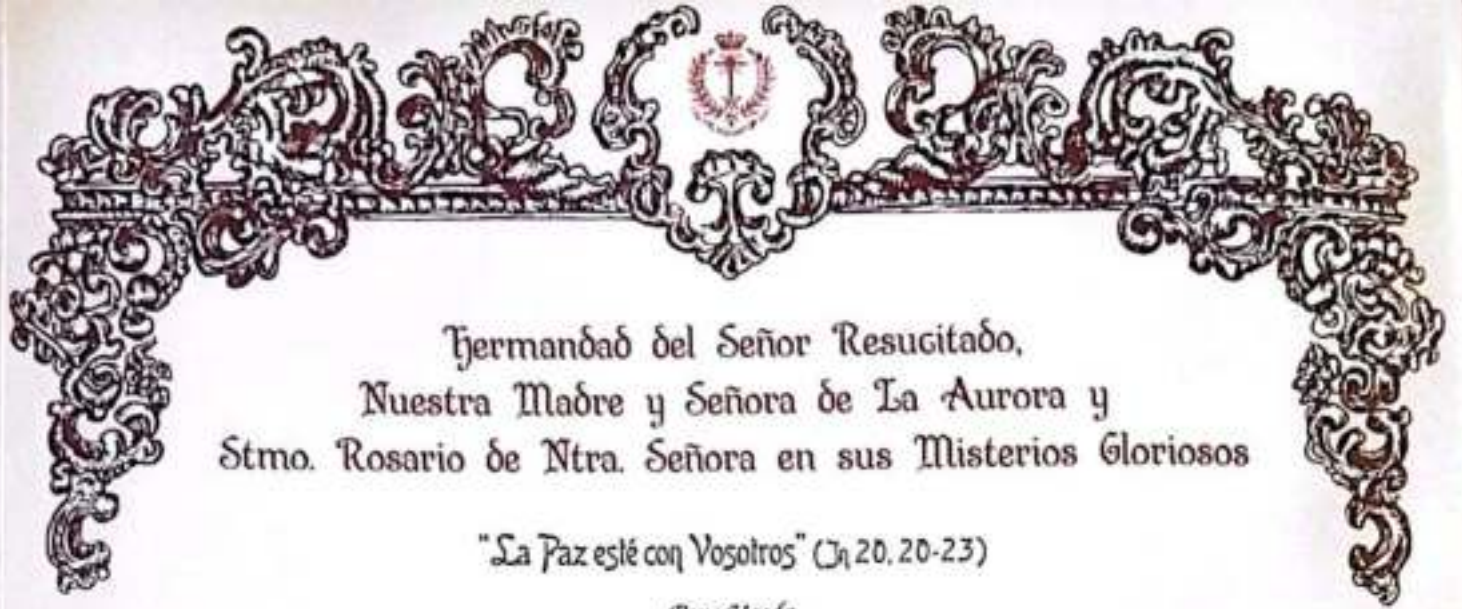 Hermandad del Señor Resucitado,
Nuestra Madre y Señora de La Aurora y
Stmo. Rosario de Ntra. Señora en sus Misterios Gloriosos
"La Paz esté con Vosotros" (Jn 20, 20-23)